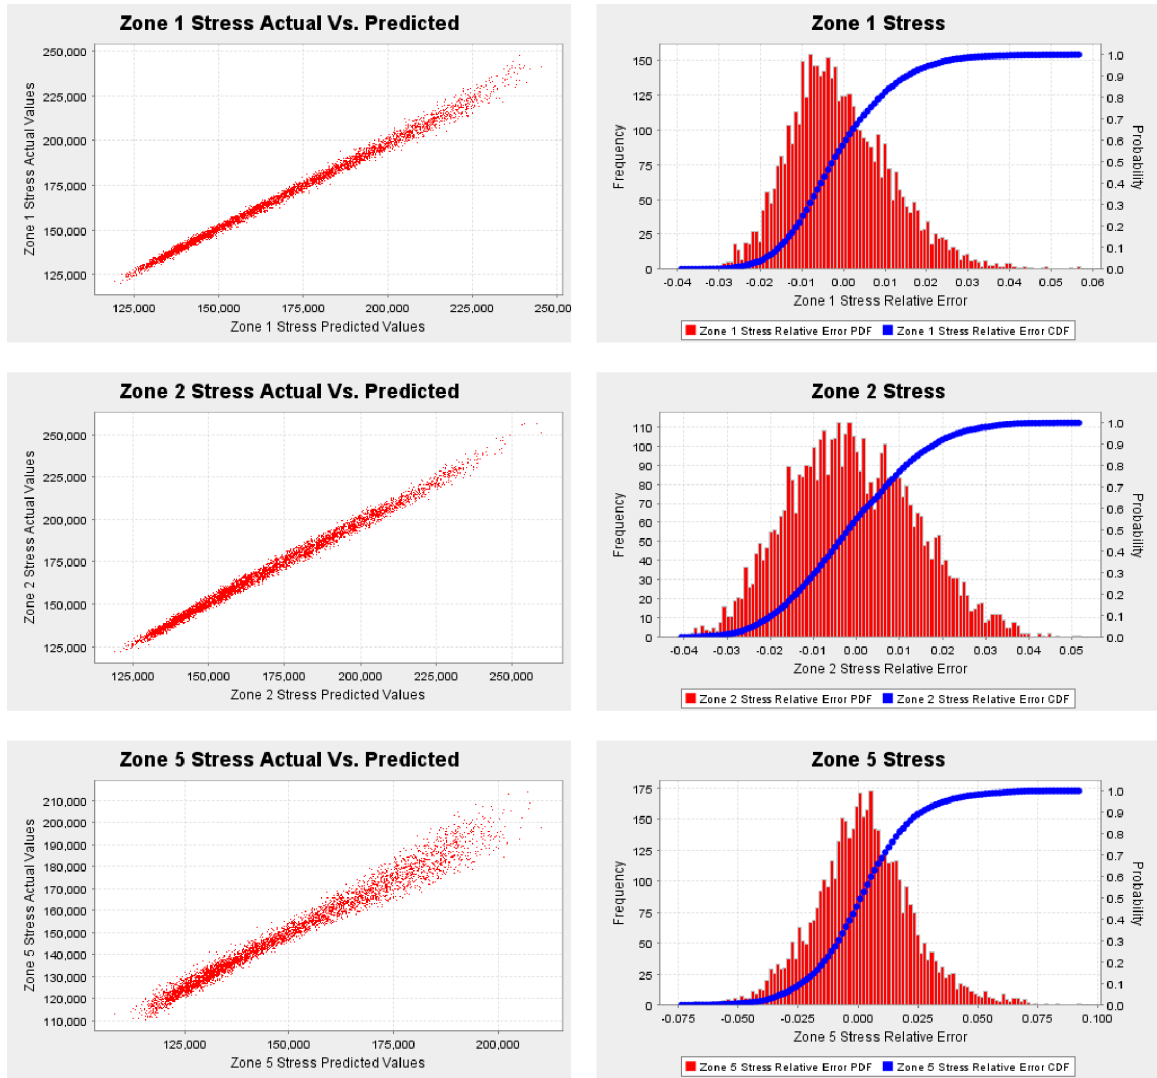 Zone 1 Stress Actual Vs. Predicted
Zone 1 Stress Actual Values
250,000
225,000
200,000
175,000
150,000
125,000
125,000 150,000 175,000 200,000 225,000 250,000
Zone 1 Stress Predicted Values
Zone 1 Stress
Frequency
150
125
100
75
50
25
0
1.0
0.9
0.8
0.7
0.6
0.5
0.4
0.3
0.2
0.1
0.0
Probability
-0.04 -0.03 -0.02 -0.01 0.00 0.01 0.02 0.03 0.04 0.05 0.06
Zone 1 Stress Relative Error
Zone 1 Stress Relative Error PDF Zone 1 Stress Relative Error CDF
Zone 2 Stress Actual Vs. Predicted
Zone 2 Stress Actual Values
250,000
225,000
200,000
175,000
150,000
125,000
125,000 150,000 175,000 200,000 225,000 250,000
Zone 2 Stress Predicted Values
Zone 2 Stress
Frequency
110
100
90
80
70
60
50
40
30
20
10
0
1.0
0.9
0.8
0.7
0.6
0.5
0.4
0.3
0.2
0.1
0.0
Probability
-0.04 -0.03 -0.02 -0.01 0.00 0.01 0.02 0.03 0.04 0.05
Zone 2 Stress Relative Error
Zone 2 Stress Relative Error PDF Zone 2 Stress Relative Error CDF
Zone 5 Stress Actual Vs. Predicted
Zone 5 Stress Actual Values
210,000
200,000
190,000
180,000
170,000
160,000
150,000
140,000
130,000
120,000
110,000
125,000 150,000 175,000 200,000
Zone 5 Stress Predicted Values
Zone 5 Stress
Frequency
175
150
125
100
75
50
25
0
1.0
0.9
0.8
0.7
0.6
0.5
0.4
0.3
0.2
0.1
0.0
Probability
-0.075 -0.050 -0.025 0.000 0.025 0.050 0.075 0.100
Zone 5 Stress Relative Error
Zone 5 Stress Relative Error PDF Zone 5 Stress Relative Error CDF